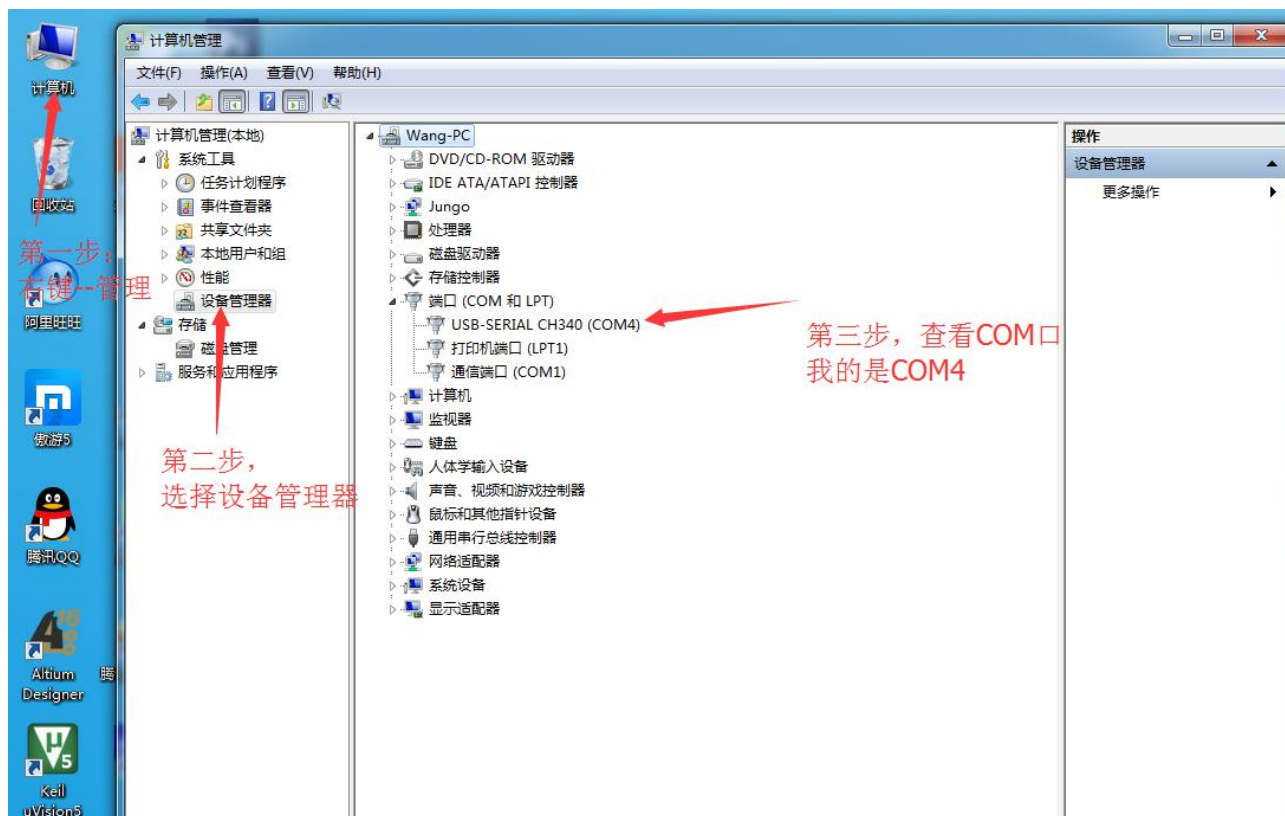 计算机
回收站
阿里旺旺
傲游5
腾讯QQ
Altium
Designer
腾
Keil
uVision5
计算机管理
文件(F) 操作(A) 查看(V) 帮助(H)
计算机管理(本地)
系统工具
任务计划程序
事件查看器
共享文件夹
本地用户和组
性能
设备管理器
存储
磁盘管理
服务和应用程序
Wang-PC
DVD/CD-ROM 驱动器
IDE ATA/ATAPI 控制器
Jungo
处理器
磁盘驱动器
存储控制器
端口 (COM 和 LPT)
USB-SERIAL CH340 (COM4)
打印机端口 (LPT1)
通信端口 (COM1)
计算机
监视器
键盘
人体学输入设备
声音、视频和游戏控制器
鼠标和其他指针设备
通用串行总线控制器
网络适配器
系统设备
显示适配器
操作
设备管理器
更多操作
第一步，
右键--管理
第二步，
选择设备管理器
第三步，查看COM口
我的是COM4